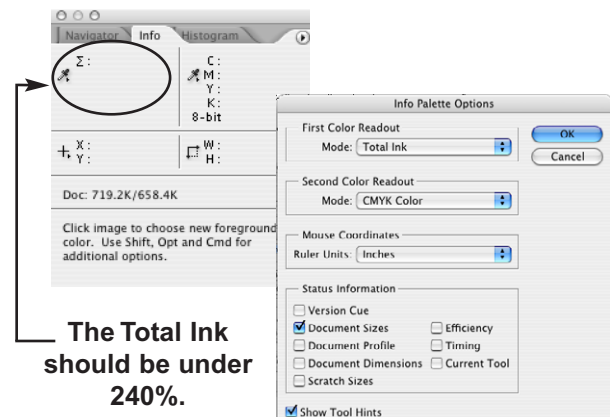 Navigator Info Histogram
Σ :
C :
M :
Y :
K :
8-bit
X :
Y :
W :
H :
Doc: 719.2K/658.4K
Click image to choose new foreground
color. Use Shift, Opt and Cmd for
additional options.
The Total Ink
should be under
240%.
Info Palette Options
First Color Readout
Mode: Total Ink
OK
Cancel
Second Color Readout
Mode: CMYK Color
Mouse Coordinates
Ruler Units: Inches
Status Information
Version Cue
Document Sizes Efficiency
Document Profile Timing
Document Dimensions Current Tool
Scratch Sizes
Show Tool Hints